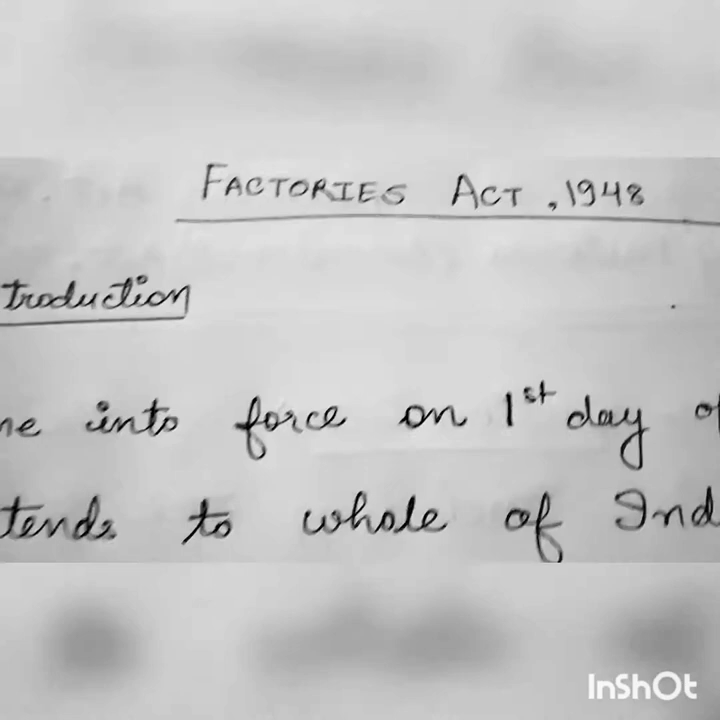 FACTORIES ACT, 1948
troduction
ne into force on 1st day of
tends to whole of Ind
InShOt